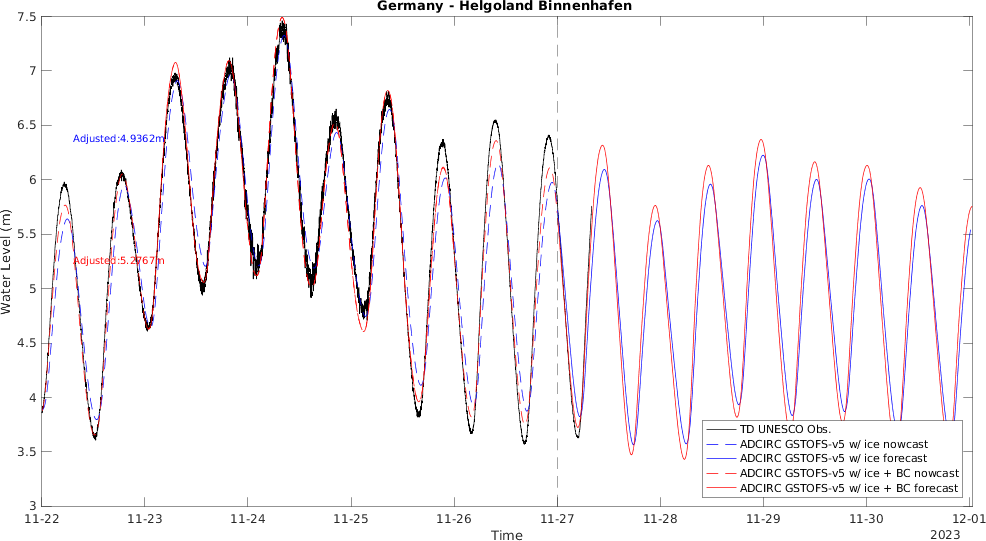 Germany - Helgoland Binnenhafen
Water Level (m)
7.5
7
6.5
6
5.5
5
4.5
4
3.5
3
Adjusted:4.9362m
Adjusted:5.2767m
TD UNESCO Obs.
ADCIRC GSTOFS-v5 w/ ice nowcast
ADCIRC GSTOFS-v5 w/ ice forecast
ADCIRC GSTOFS-v5 w/ ice + BC nowcast
ADCIRC GSTOFS-v5 w/ ice + BC forecast
11-22 11-23 11-24 11-25 11-26 11-27 11-28 11-29 11-30 12-01
Time
2023